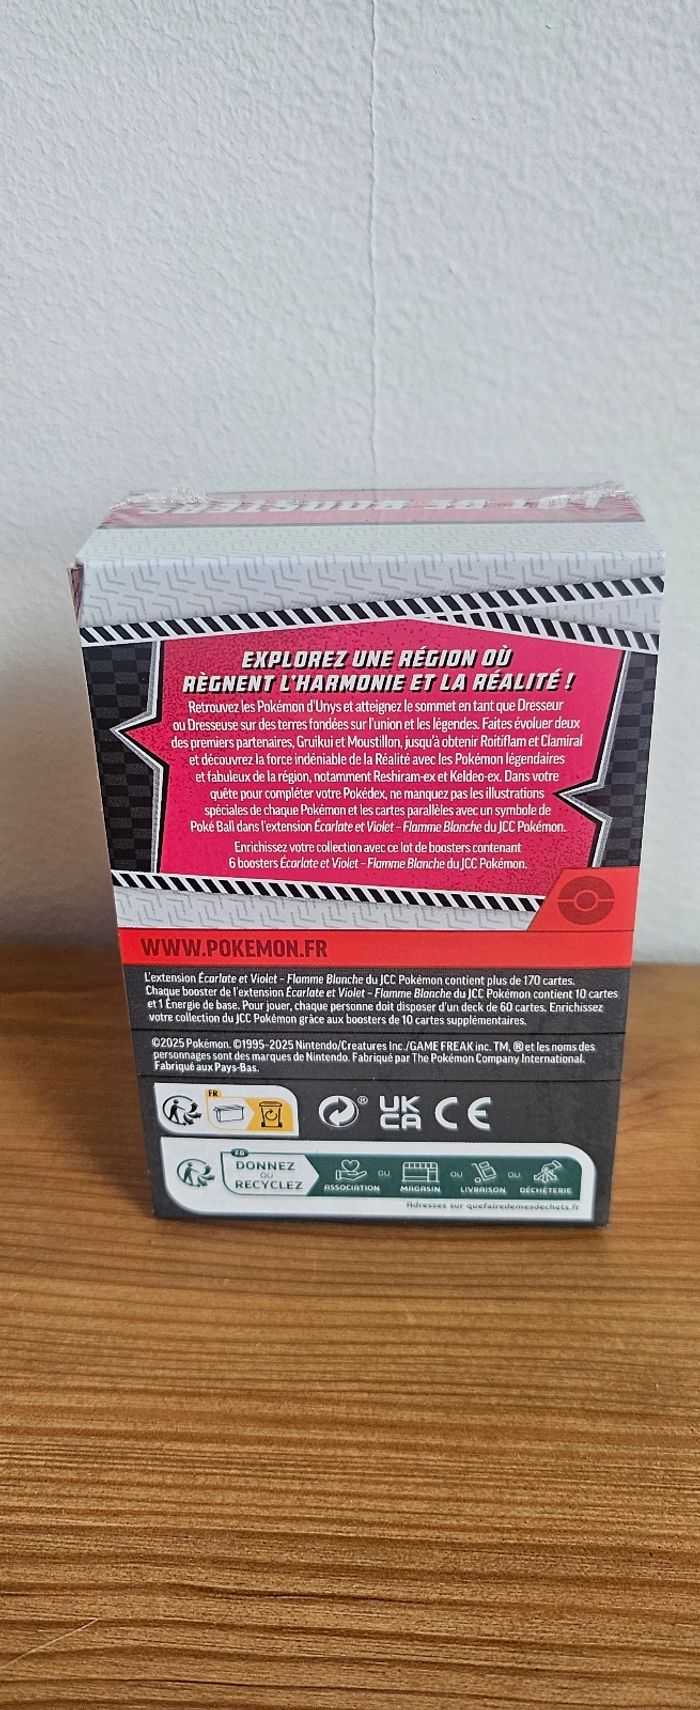 LOT DE BOOSTERS
EXPLOREZ UNE RÉGION OÙ
RÈGNENT L'HARMONIE ET LA RÉALITÉ !
Retrouvez les Pokémon d'Unys et atteignez le sommet en tant que Dresseur
ou Dresseuse sur des terres fondées sur l'union et les légendes. Faites évoluer deux
des premiers partenaires, Gruikui et Moustillon, jusqu'à obtenir Roitiflam et Clamiral
et découvrez la force indéniable de la Réalité avec les Pokémon légendaires
et fabuleux de la région, notamment Reshiram-ex et Keldeo-ex. Dans votre
quête pour compléter votre Pokédex, ne manquez pas les illustrations
spéciales de chaque Pokémon et les cartes parallèles avec un symbole de
Poké Ball dans l'extension Écarlate et Violet – Flamme Blanche du JCC Pokémon.
Enrichissez votre collection avec ce lot de boosters contenant
6 boosters Écarlate et Violet – Flamme Blanche du JCC Pokémon.
WWW.POKEMON.FR
L'extension Écarlate et Violet – Flamme Blanche du JCC Pokémon contient plus de 170 cartes.
Chaque booster de l'extension Écarlate et Violet – Flamme Blanche du JCC Pokémon contient 10 cartes
et 1 Énergie de base. Pour jouer, chaque personne doit disposer d'un deck de 60 cartes. Enrichissez
votre collection du JCC Pokémon grâce aux boosters de 10 cartes supplémentaires.
©2025 Pokémon. ©1995–2025 Nintendo/Creatures Inc./GAME FREAK inc. TM, ® et les noms des
personnages sont des marques de Nintendo. Fabriqué par The Pokémon Company International.
Fabriqué aux Pays-Bas.
FR
® UK CA CE
FR
DONNEZ
OU
RECYCLEZ
ASSOCIATION OU MAGASIN OU LIVRAISON OU DÉCHÈTERIE
Adresses sur quefairedemesdechets.fr